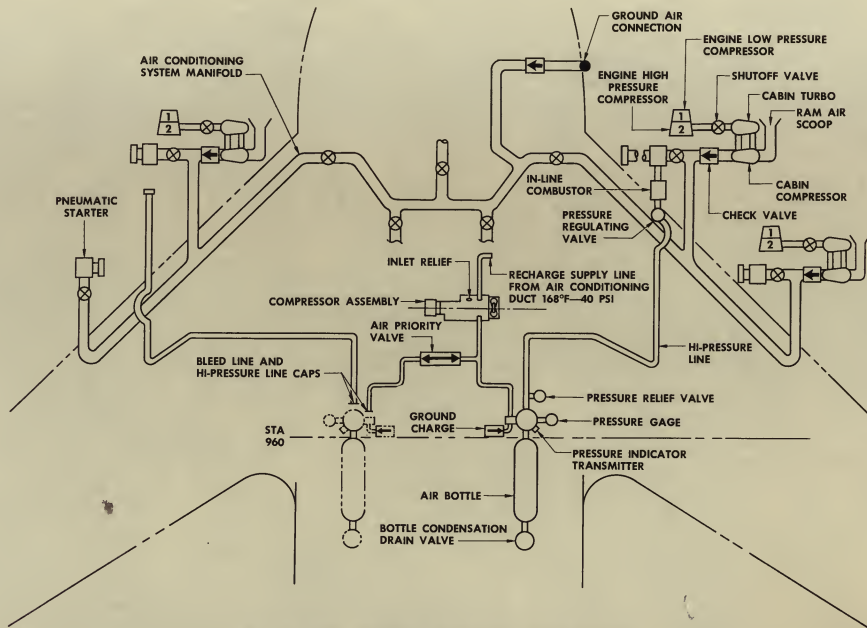 GROUND AIR
CONNECTION
ENGINE LOW PRESSURE
COMPRESSOR
AIR CONDITIONING
SYSTEM MANIFOLD
ENGINE HIGH
PRESSURE
COMPRESSOR
SHUTOFF VALVE
CABIN TURBO
RAM AIR
SCOOP
1
2
1
2
IN-LINE
COMBUSTOR
CABIN
COMPRESSOR
PNEUMATIC
STARTER
PRESSURE
REGULATING
VALVE
CHECK VALVE
1
2
INLET RELIEF
RECHARGE SUPPLY LINE
FROM AIR CONDITIONING
DUCT 168°F—40 PSI
COMPRESSOR ASSEMBLY
AIR PRIORITY
VALVE
HI-PRESSURE
LINE
BLEED LINE AND
HI-PRESSURE LINE CAPS
PRESSURE RELIEF VALVE
GROUND
CHARGE
PRESSURE GAGE
STA
960
PRESSURE INDICATOR
TRANSMITTER
AIR BOTTLE
BOTTLE CONDENSATION
DRAIN VALVE